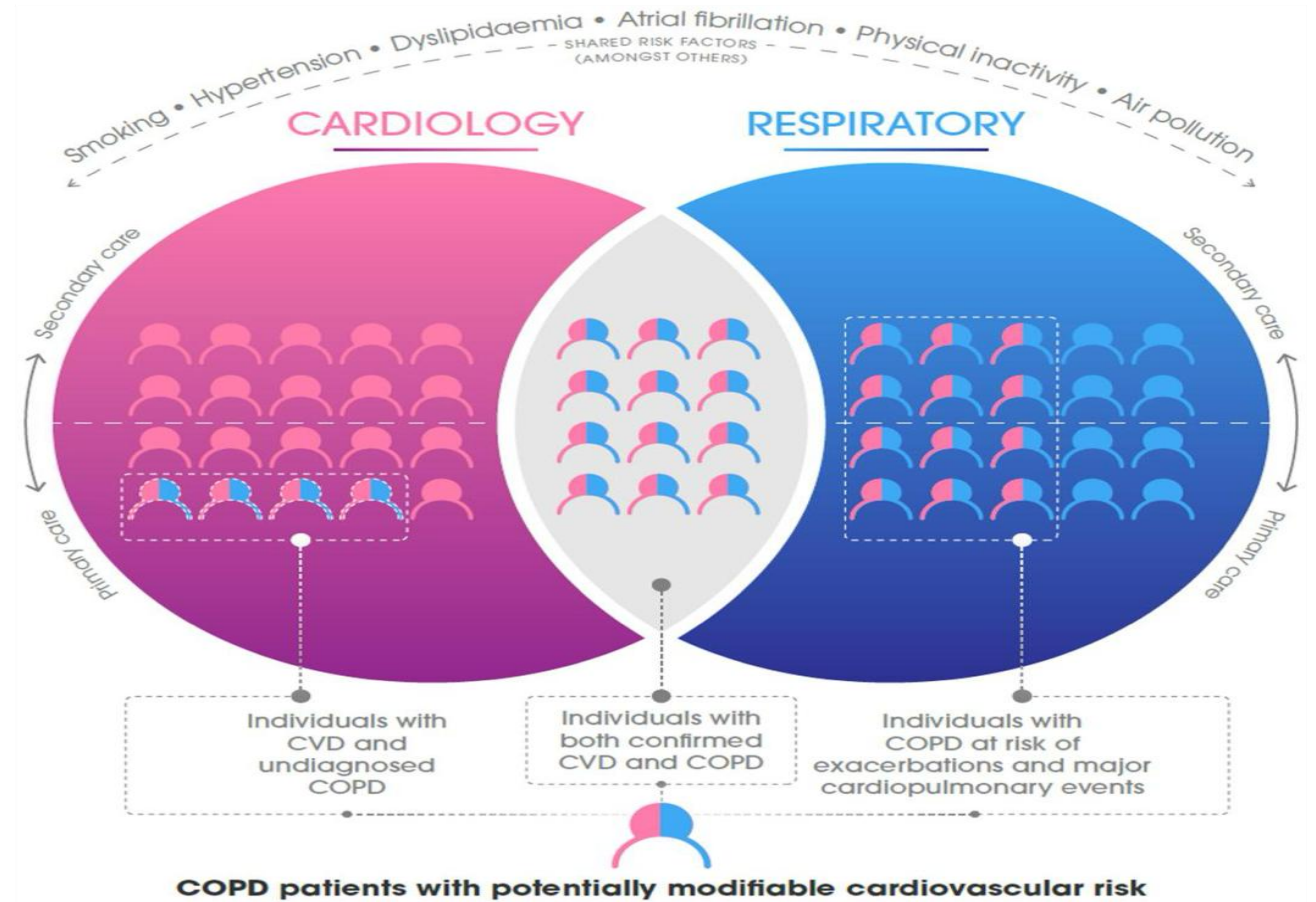 Smoking • Hypertension • Dyslipidaemia • Atrial fibrillation • Physical inactivity • Air pollution
SHARED RISK FACTORS
(AMONGST OTHERS)
CARDIOLOGY
RESPIRATORY
Secondary care
Secondary care
Primary care
Primary care
Individuals with
CVD and
undiagnosed
COPD
Individuals with
both confirmed
CVD and COPD
Individuals with
COPD at risk of
exacerbations and major
cardiopulmonary events
COPD patients with potentially modifiable cardiovascular risk